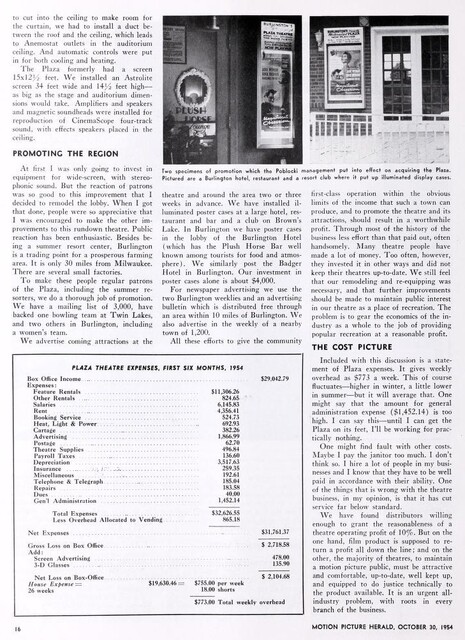 to cut into the ceiling to make room for
the curtain, we had to install a duct be-
tween the roof and the ceiling, which leads
to Anemostat outlets in the auditorium
ceiling. And automatic controls were put
in for both cooling and heating.
The Plaza formerly had a screen
15x12½ feet. We installed an Astrolite
screen 34 feet wide and 14½ feet high—
as big as the stage and auditorium dimen-
sions would take. Amplifiers and speakers
and magnetic soundheads were installed for
reproduction of CinemaScope four-track
sound, with effects speakers placed in the
ceiling.
PROMOTING THE REGION
At first I was only going to invest in
equipment for wide-screen, with stereo-
phonic sound. But the reaction of patrons
was so good to this improvement that I
decided to remodel the lobby. When I got
that done, people were so appreciative that
I was encouraged to make the other im-
provements to this rundown theatre. Public
reaction has been enthusiastic. Besides be-
ing a summer resort center, Burlington
is a trading point for a prosperous farming
area. It is only 30 miles from Milwaukee.
There are several small factories.
To make these people regular patrons
of the Plaza, including the summer re-
sorters, we do a thorough job of promotion.
We have a mailing list of 3,000, have
backed one bowling team at Twin Lakes,
and two others in Burlington, including
a women's team.
We advertise coming attractions at the
PLUSH
HORSE
BURLINGTON'S
PLAZA THEATRE
Two specimens of promotion which the Poblocki management put into effect on acquiring the Plaza.
Pictured are a Burlington hotel, restaurant and a resort club where it put up illuminated display cases.
theatre and around the area two or three
weeks in advance. We have installed il-
luminated poster cases at a large hotel, res-
taurant and bar and a club on Brown's
Lake. In Burlington we have poster cases
in the lobby of the Burlington Hotel
(which has the Plush Horse Bar well
known among tourists for food and atmos-
phere). We similarly post the Badger
Hotel in Burlington. Our investment in
poster cases alone is about $4,000.
For newspaper advertising we use the
two Burlington weeklies and an advertising
bulletin which is distributed free through
an area within 10 miles of Burlington. We
also advertise in the weekly of a nearby
town of 1,200.
All these efforts to give the community
first-class operation within the obvious
limits of the income that such a town can
produce, and to promote the theatre and its
attractions, should result in a worthwhile
profit. Through most of the history of the
business less effort than that paid out, often
handsomely. Many theatre people have
made a lot of money. Too often, however,
they invested it in other ways and did not
keep their theatres up-to-date. We still feel
that our remodeling and re-equipping was
necessary, and that further improvements
should be made to maintain public interest
in our theatre as a place of recreation. The
problem is to gear the economics of the in-
dustry as a whole to the job of providing
popular recreation at a reasonable profit.
THE COST PICTURE
Included with this discussion is a state-
ment of Plaza expenses. It gives weekly
overhead as $773 a week. This of course
fluctuates—higher in winter, a little lower
in summer—but it will average that. One
might say that the amount for general
administration expense ($1,452.14) is too
high. I can say this—until I can get the
Plaza on its feet, I'll be working for prac-
tically nothing.
One might find fault with other costs.
Maybe I pay the janitor too much. I don't
think so. I hire a lot of people in my busi-
nesses and I know that they have to be well
paid in accordance with their ability. One
of the things that is wrong with the theatre
business, in my opinion, is that it has cut
service far below standard.
We have found distributors willing
enough to grant the reasonableness of a
theatre operating profit of 10%. But on the
one hand, film product is supposed to re-
turn a profit all down the line; and on the
other, the majority of theatres, to maintain
a motion picture public, must be attractive
and comfortable, up-to-date, well kept up,
and equipped to do justice technically to
the product available. It is an urgent all-
industry problem, with roots in every
branch of the business.
PLAZA THEATRE EXPENSES, FIRST SIX MONTHS, 1954
Box Office Income $29,042.79
Expenses:
Feature Rentals $11,306.26
Other Rentals 824.65
Salaries 6,145.83
Rent 4,356.41
Booking Service 524.73
Heat, Light & Power 692.93
Cartage 382.26
Advertising 1,866.99
Postage 62.70
Theatre Supplies 496.84
Payroll Taxes 136.60
Depreciation 3,517.63
Insurance 259.35
Miscellaneous 192.61
Telephone & Telegraph 185.04
Repairs 183.58
Dues 40.00
Gen'l Administration 1,452.14
Total Expenses $32,626.55
Less Overhead Allocated to Vending 865.18
Net Expenses $31,761.37
Gross Loss on Box Office $ 2,718.58
Add:
Screen Advertising 478.00
3-D Glasses 135.90
Net Loss on Box-Office $ 2,104.68
House Expense = $19,630.46 = $755.00 per week
26 weeks 18.00 shorts
$773.00 Total weekly overhead
16
MOTION PICTURE HERALD, OCTOBER 30, 1954